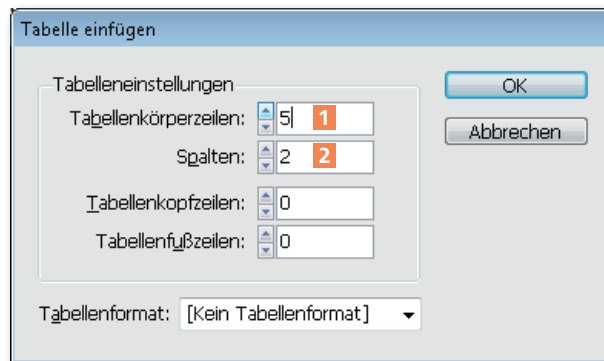 Tabelle einfügen
Tabelleneinstellungen
Tabellenkörperzeilen: 5 1
Spalten: 2 2
Tabellenkopfzeilen: 0
Tabellenfußzeilen: 0
Tabellenformat: [Kein Tabellenformat]
OK
Abbrechen